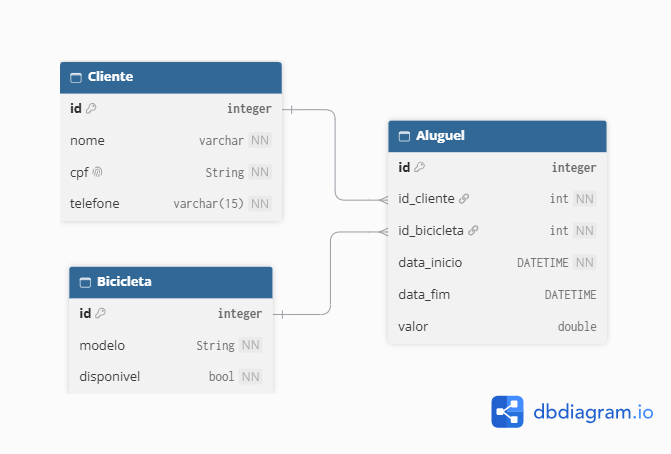 Cliente
id integer
nome varchar NN
cpf String NN
telefone varchar(15) NN
Aluguel
id integer
id_cliente int NN
id_bicicleta int NN
data_inicio DATETIME NN
data_fim DATETIME
valor double
Bicicleta
id integer
modelo String NN
disponivel bool NN
dbdiagram.io